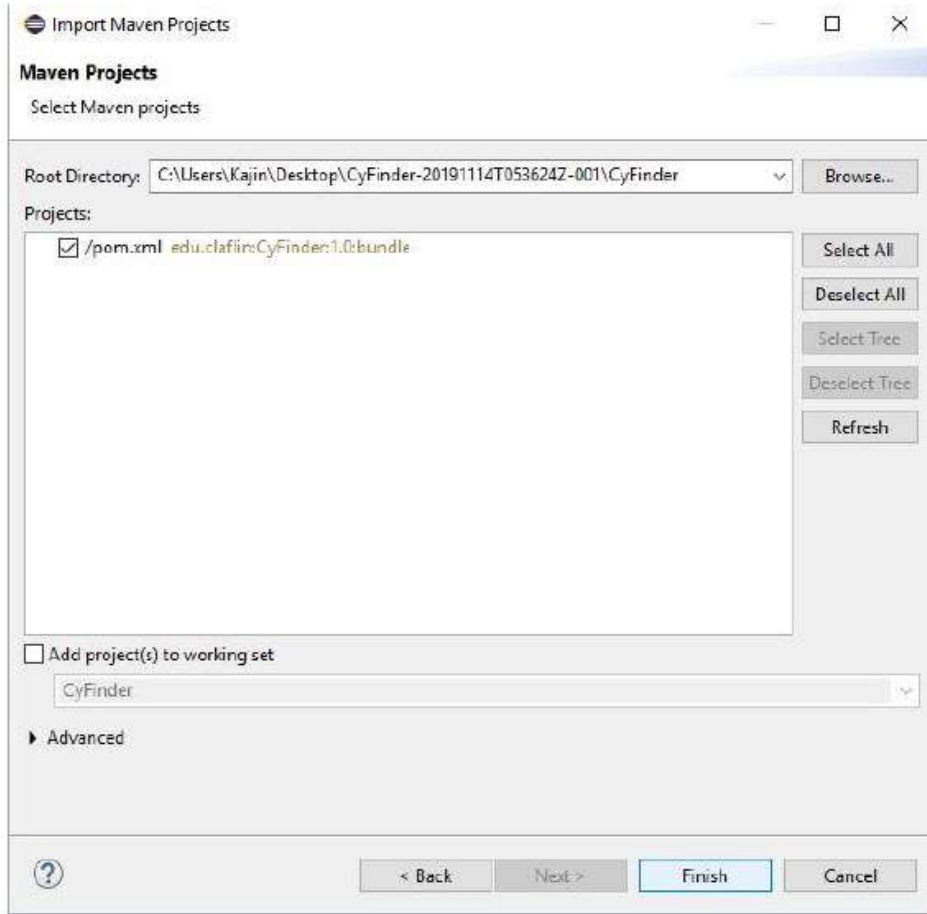 Import Maven Projects
Maven Projects
Select Maven projects
Root Directory: C:\Users\Kajin\Desktop\CyFinder-20191114T053624Z-001\CyFinder Browse...
Projects:
/pom.xml edu.claflin:CyFinder:1.0:bundle
Select All
Deselect All
Select Tree
Deselect Tree
Refresh
Add project(s) to working set
CyFinder
Advanced
? < Back Next > Finish Cancel